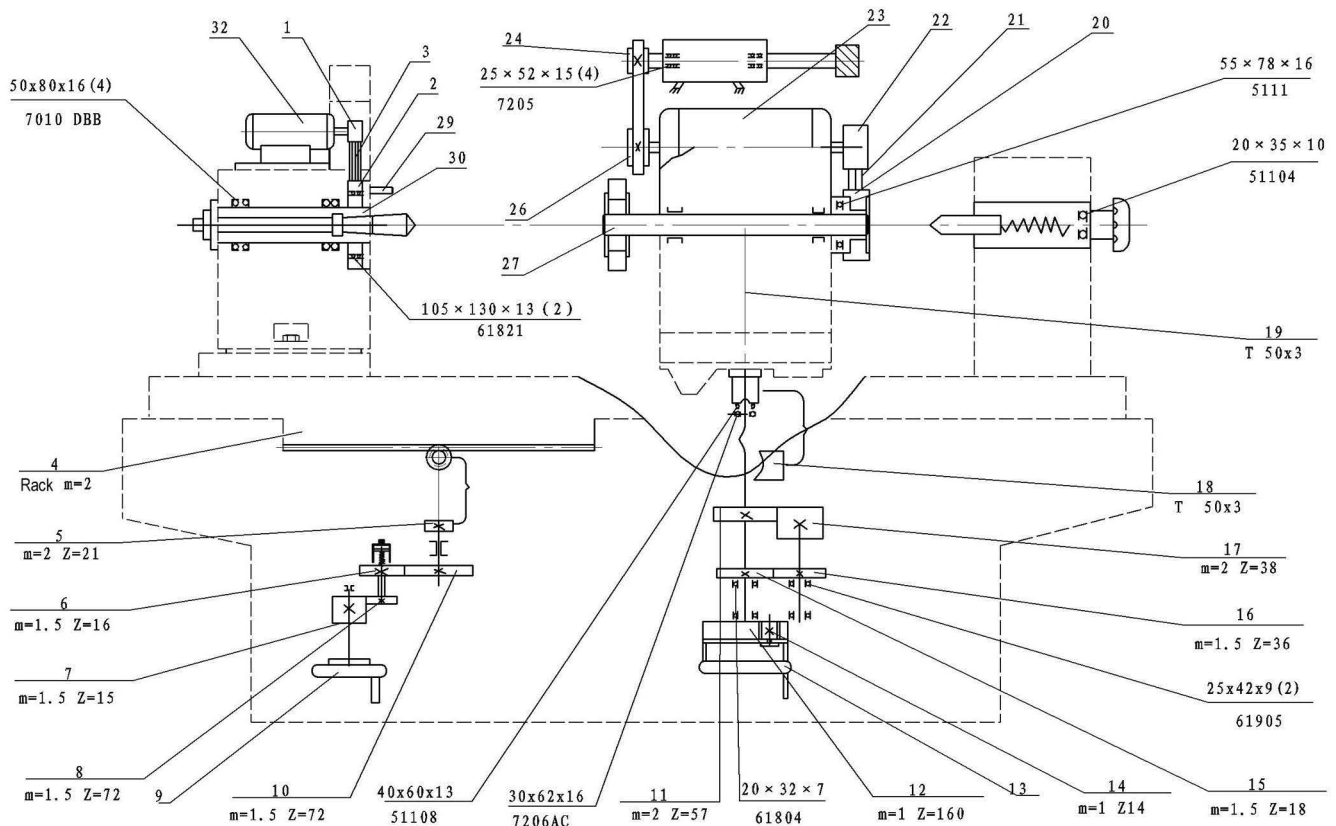 32
1
3
2
29
30
50x80x16(4)
7010 DBB
24
25×52×15(4)
7205
23
22
21
20
55×78×16
5111
20×35×10
51104
26
27
105×130×13(2)
61821
19
T 50x3
4
Rack m=2
5
m=2 Z=21
6
m=1.5 Z=16
7
m=1.5 Z=15
18
T 50x3
17
m=2 Z=38
16
m=1.5 Z=36
25x42x9(2)
61905
8
m=1.5 Z=72
9
10
m=1.5 Z=72
40x60x13
51108
30x62x16
7206AC
11
m=2 Z=57
20×32×7
61804
12
m=1 Z=160
13
14
m=1 Z14
15
m=1.5 Z=18